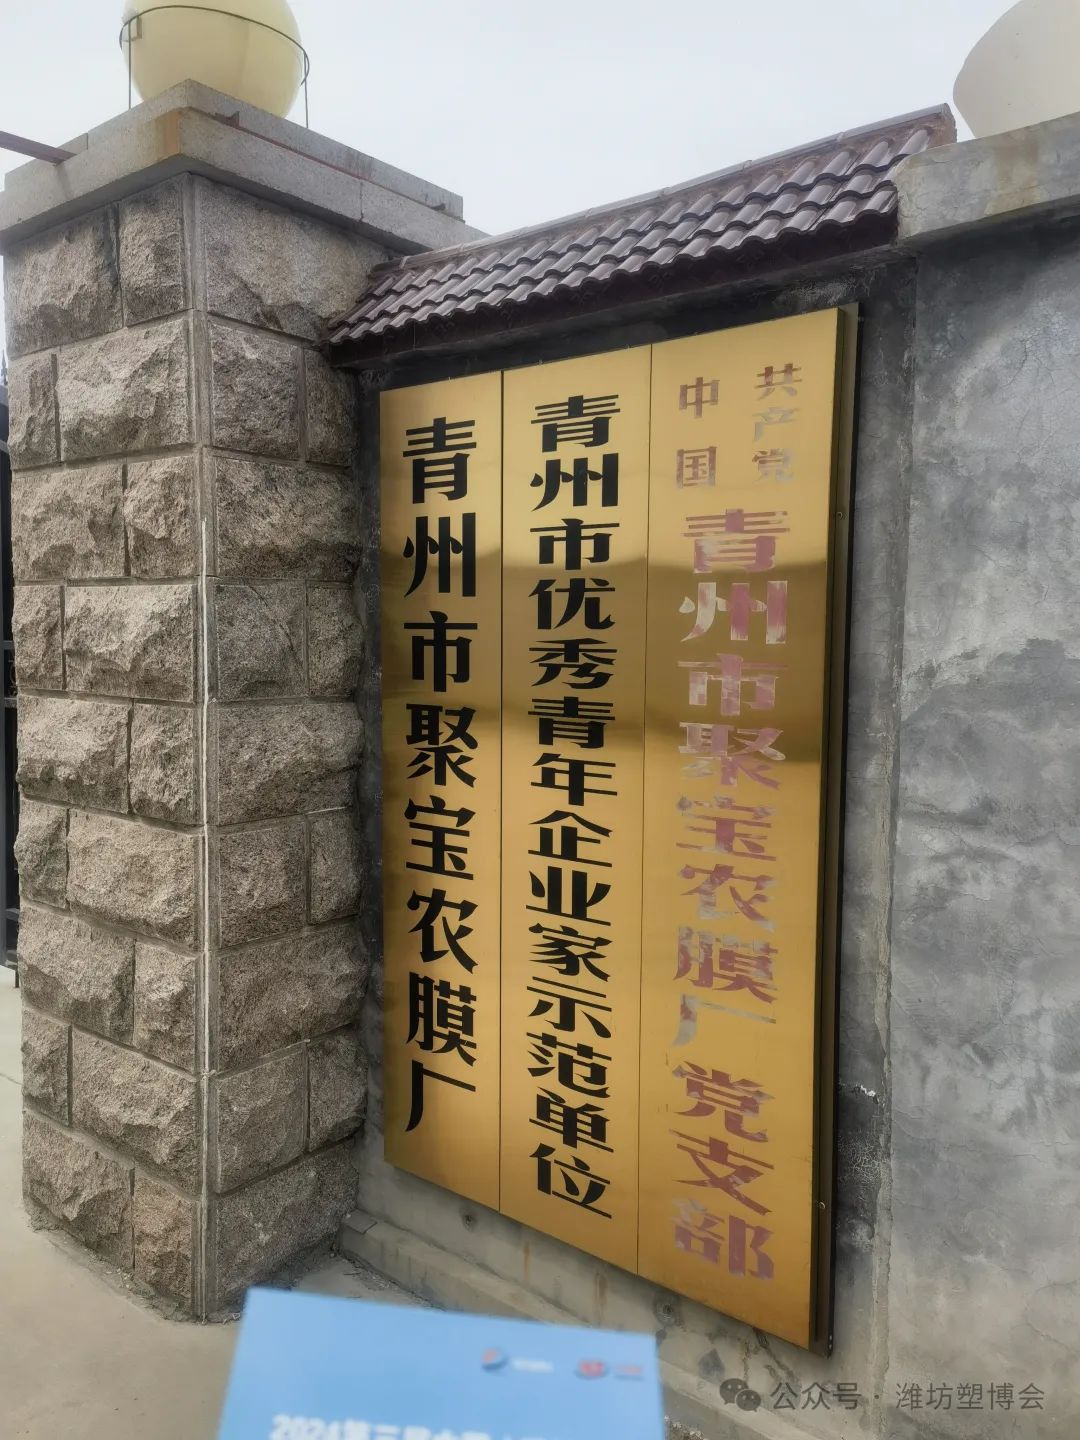 青州市聚宝农膜厂
青州市优秀青年企业家示范单位
中国共产党
青州市聚宝农膜厂党支部
公众号·潍坊塑博会